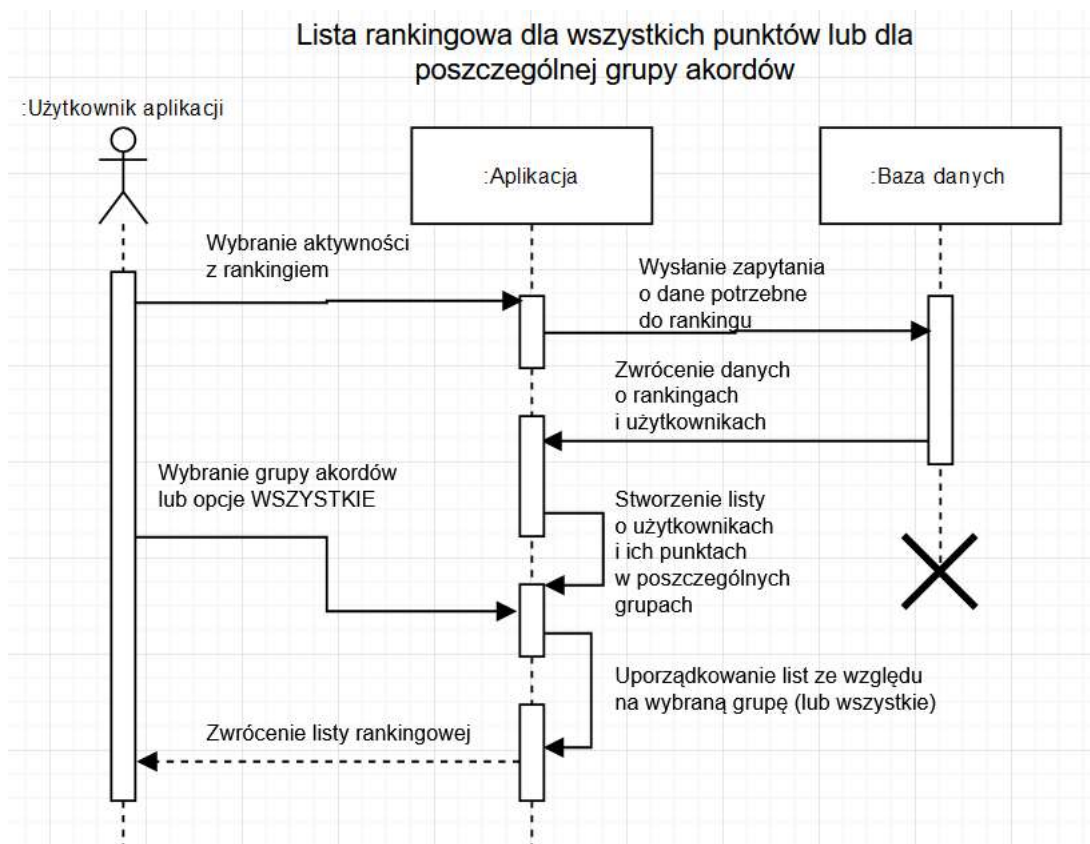 Lista rankingowa dla wszystkich punktów lub dla
poszczególnej grupy akordów
:Użytkownik aplikacji
:Aplikacja
:Baza danych
Wybranie aktywności
z rankingiem
Wysłanie zapytania
o dane potrzebne
do rankingu
Zwrócenie danych
o rankingach
i użytkownikach
Wybranie grupy akordów
lub opcje WSZYSTKIE
Stworzenie listy
o użytkownikach
i ich punktach
w poszczególnych
grupach
Uporządkowanie list ze względu
na wybraną grupę (lub wszystkie)
Zwrócenie listy rankingowej